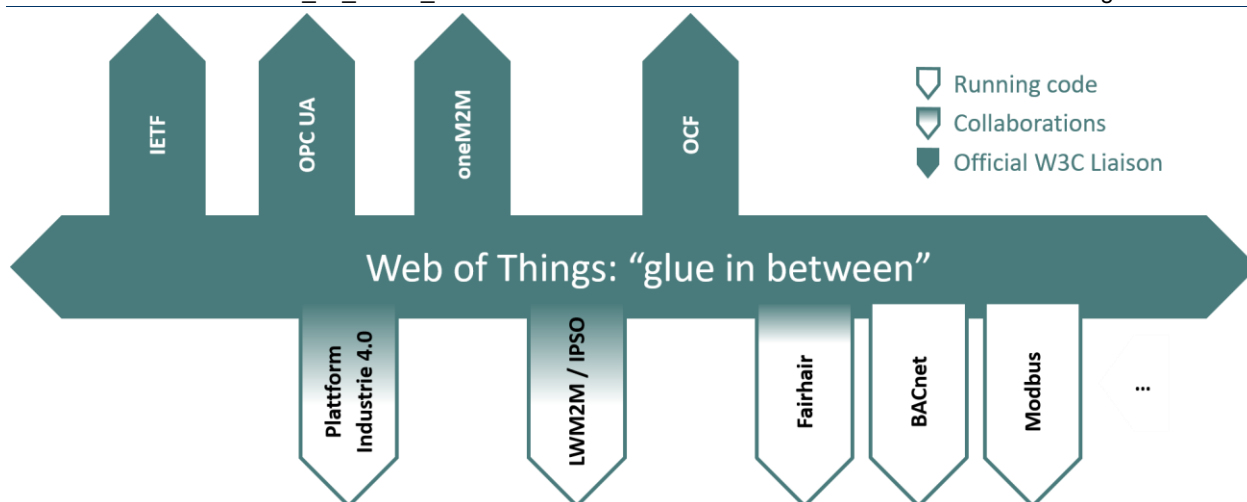 IETF
OPC UA
oneM2M
OCF
Running code
Collaborations
Official W3C Liaison
Web of Things: “glue in between”
Plattform
Industrie 4.0
LWM2M / IPSO
Fairhair
BACnet
Modbus
...